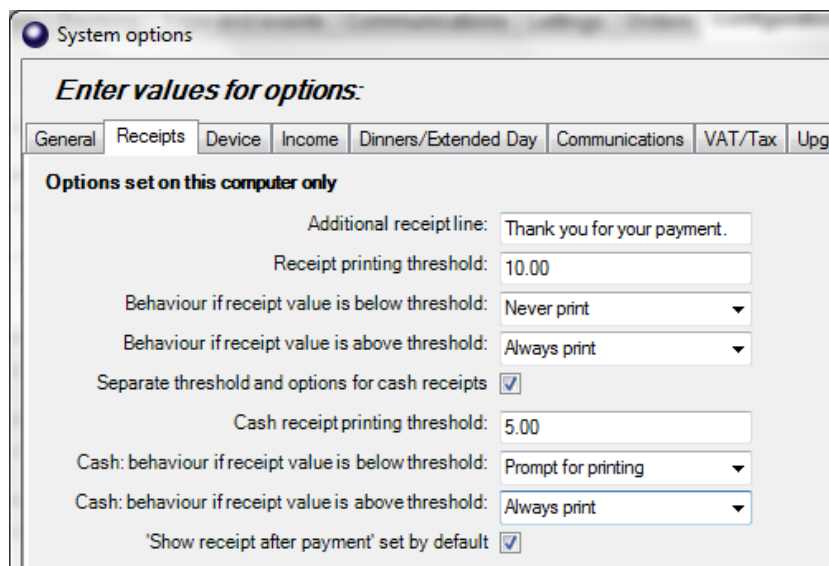 System options
Enter values for options:
General Receipts Device Income Dinners/Extended Day Communications VAT/Tax Upg
Options set on this computer only
Additional receipt line: Thank you for your payment.
Receipt printing threshold: 10.00
Behaviour if receipt value is below threshold: Never print
Behaviour if receipt value is above threshold: Always print
Separate threshold and options for cash receipts
Cash receipt printing threshold: 5.00
Cash: behaviour if receipt value is below threshold: Prompt for printing
Cash: behaviour if receipt value is above threshold: Always print
'Show receipt after payment' set by default